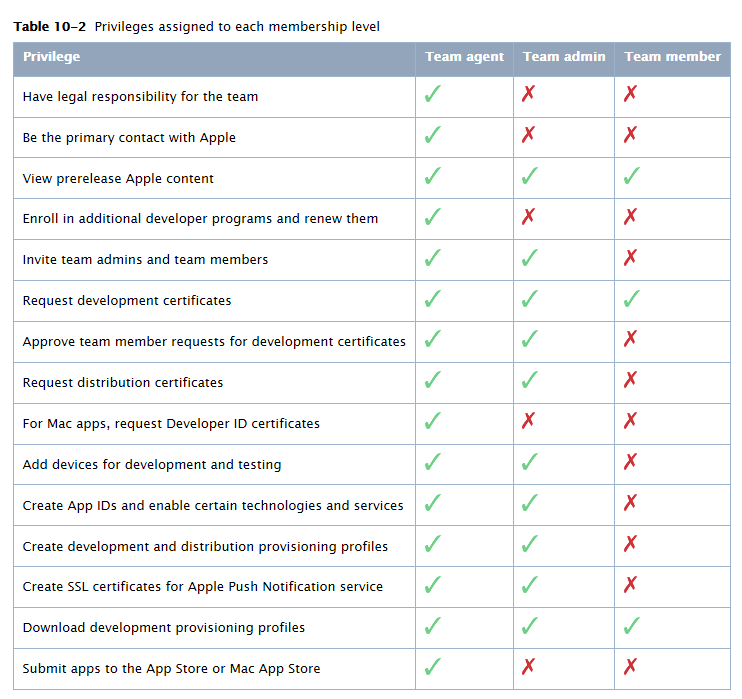 Table 10–2 Privileges assigned to each membership level
Privilege Team agent Team admin Team member
Have legal responsibility for the team ✓ ✗ ✗
Be the primary contact with Apple ✓ ✗ ✗
View prerelease Apple content ✓ ✓ ✓
Enroll in additional developer programs and renew them ✓ ✗ ✗
Invite team admins and team members ✓ ✓ ✗
Request development certificates ✓ ✓ ✓
Approve team member requests for development certificates ✓ ✓ ✗
Request distribution certificates ✓ ✓ ✗
For Mac apps, request Developer ID certificates ✓ ✗ ✗
Add devices for development and testing ✓ ✓ ✗
Create App IDs and enable certain technologies and services ✓ ✓ ✗
Create development and distribution provisioning profiles ✓ ✓ ✗
Create SSL certificates for Apple Push Notification service ✓ ✓ ✗
Download development provisioning profiles ✓ ✓ ✓
Submit apps to the App Store or Mac App Store ✓ ✗ ✗